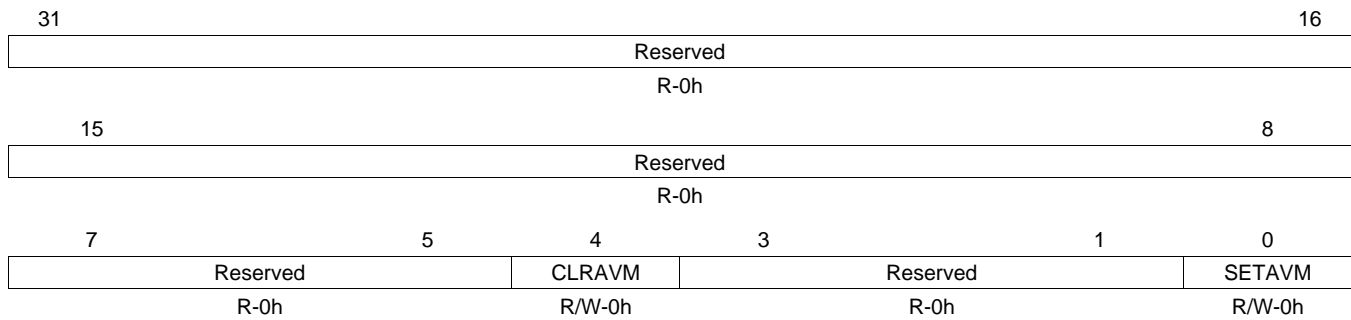 31 16
Reserved
R-0h
15 8
Reserved
R-0h
7 5 4 3 1 0
Reserved CLRAVM Reserved SETAVM
R-0h R/W-0h R-0h R/W-0h